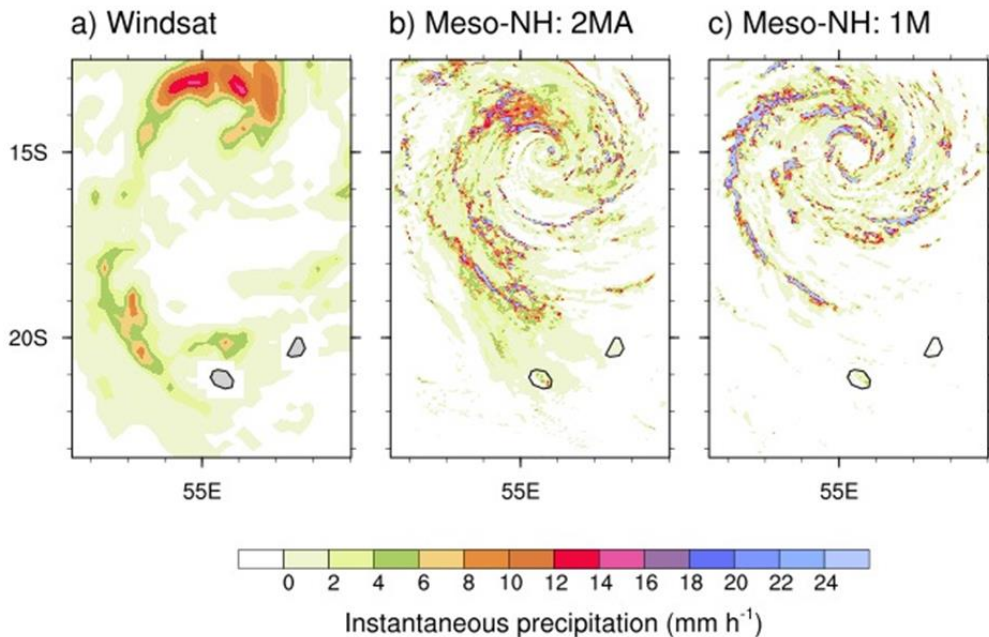 a) Windsat
b) Meso-NH: 2MA
c) Meso-NH: 1M
15S
20S
55E
55E
55E
0 2 4 6 8 10 12 14 16 18 20 22 24
Instantaneous precipitation (mm h⁻¹)